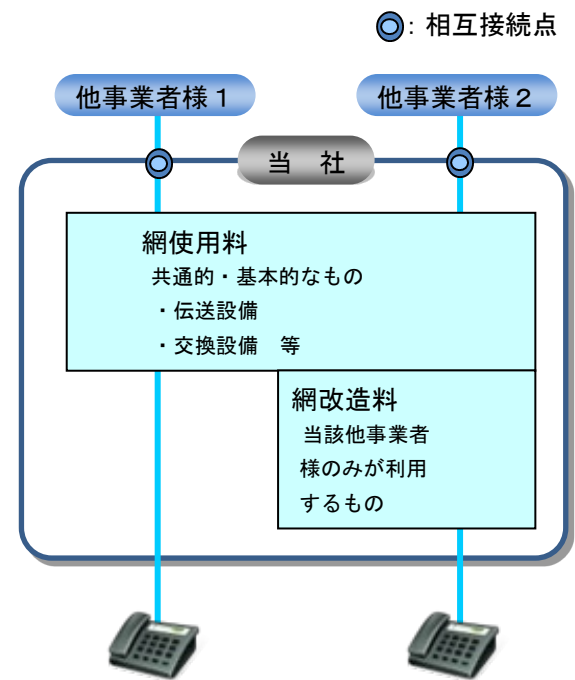 ◎: 相互接続点
他事業者様１
他事業者様２
当　社
網使用料
共通的・基本的なもの
・伝送設備
・交換設備　等
網改造料
当該他事業者
様のみが利用
するもの